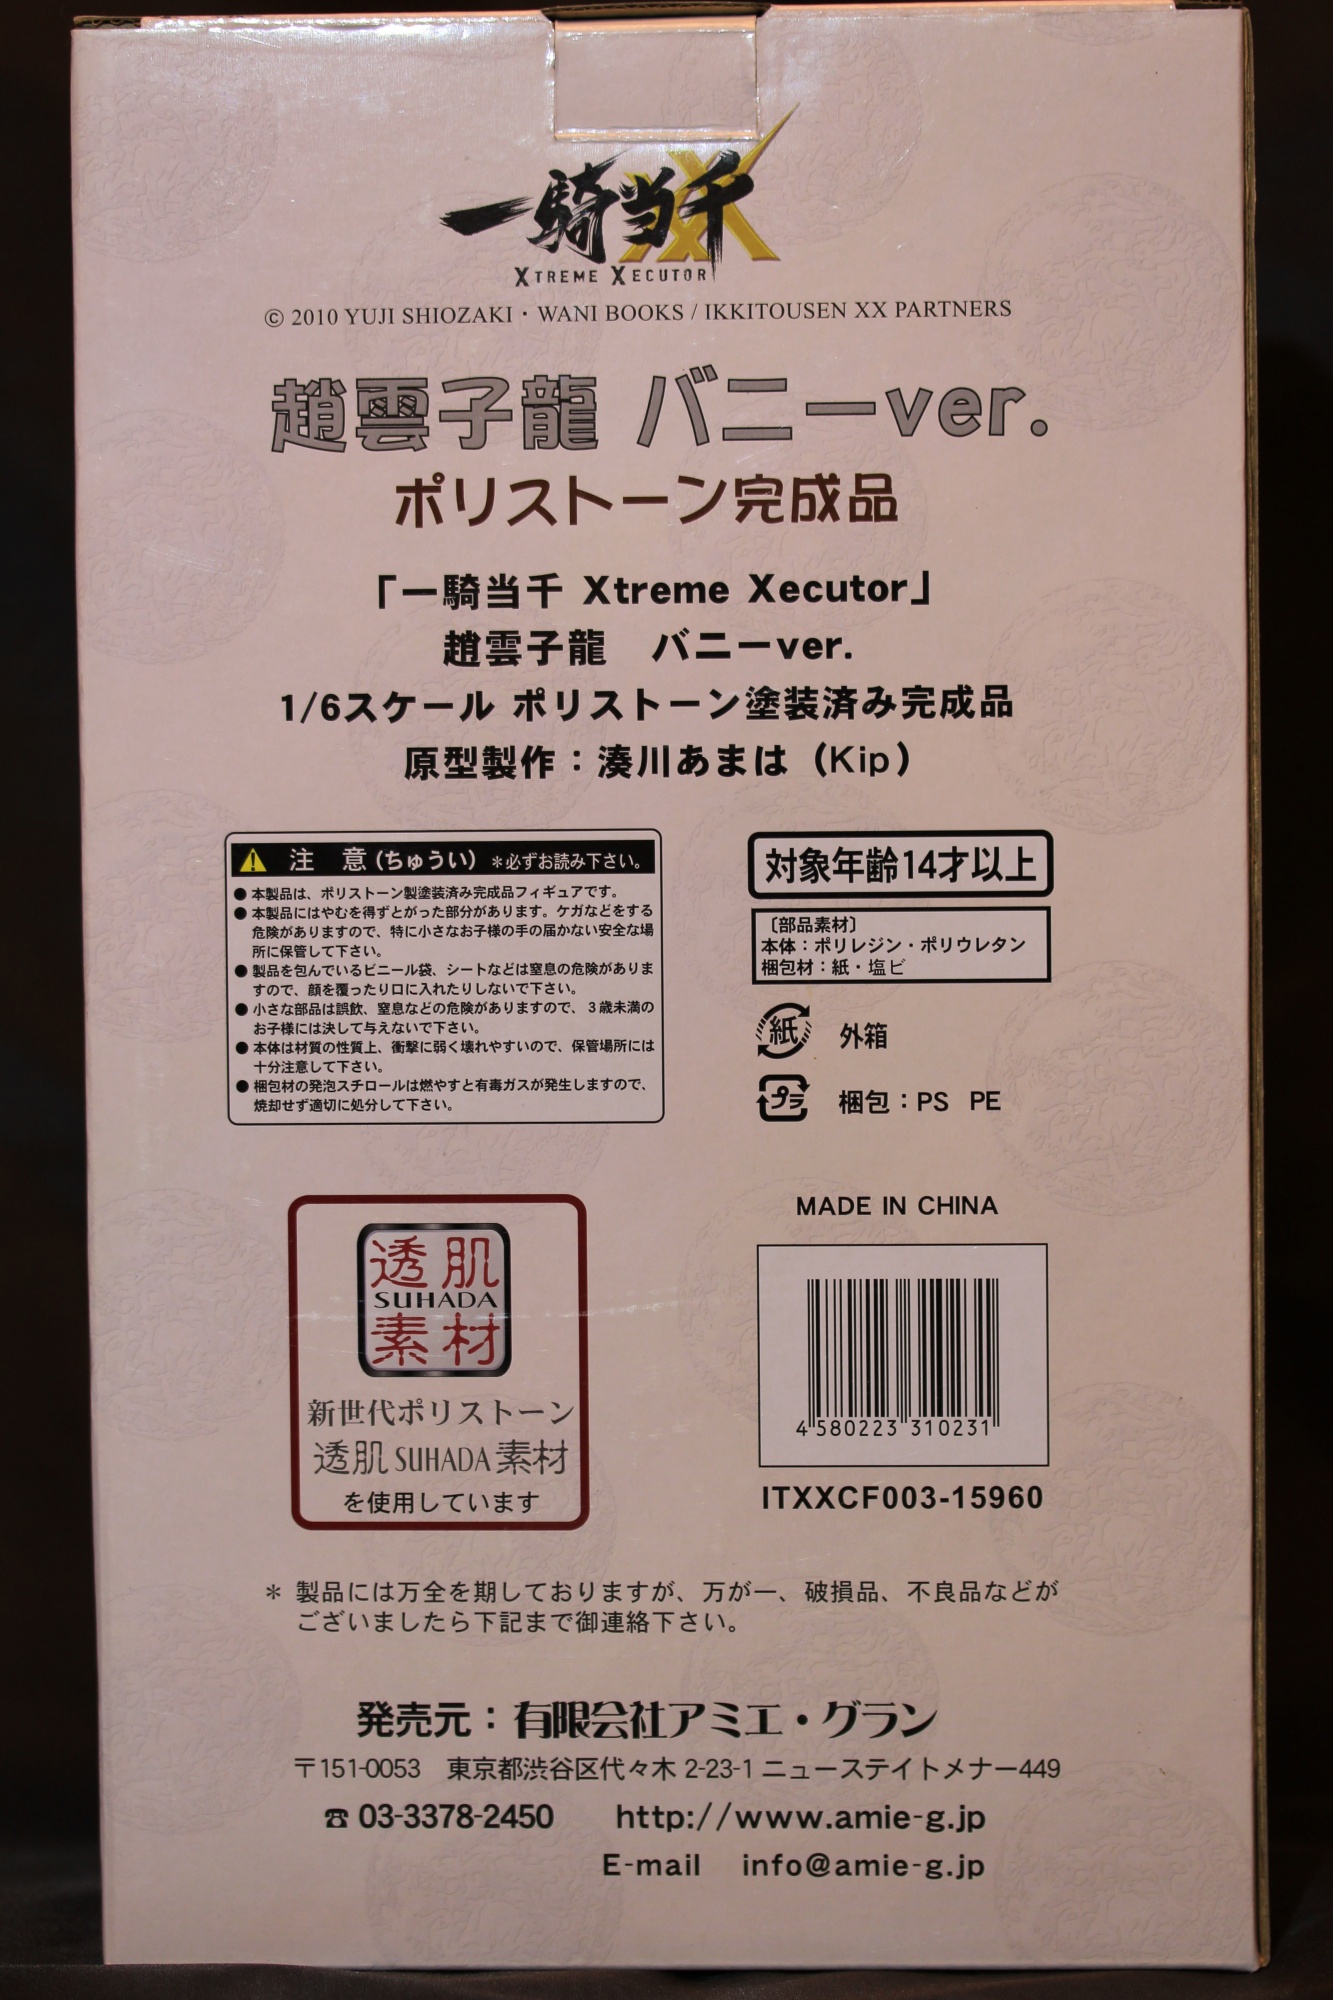 一騎当千XX
XTREME XECUTOR
© 2010 YUJI SHIOZAKI・WANI BOOKS / IKKITOUSEN XX PARTNERS
趙雲子龍 バニーver.
ポリストーン完成品
「一騎当千 Xtreme Xecutor」
趙雲子龍　バニーver.
1/6スケール ポリストーン塗装済み完成品
原型製作：湊川あまは（Kip）
注　意（ちゅうい）＊必ずお読み下さい。
●本製品は、ポリストーン製塗装済み完成品フィギュアです。
●本製品にはやむを得ずとがった部分があります。ケガなどをする
危険がありますので、特に小さなお子様の手の届かない安全な場
所に保管して下さい。
●製品を包んでいるビニール袋、シートなどは窒息の危険がありま
すので、顔を覆ったり口に入れたりしないで下さい。
●小さな部品は誤飲、窒息などの危険がありますので、３歳未満の
お子様には決して与えないで下さい。
●本体は材質の性質上、衝撃に弱く壊れやすいので、保管場所には
十分注意して下さい。
●梱包材の発泡スチロールは燃やすと有毒ガスが発生しますので、
焼却せず適切に処分して下さい。
対象年齢14才以上
〔部品素材〕
本体：ポリレジン・ポリウレタン
梱包材：紙・塩ビ
紙 外箱
プラ 梱包：PS PE
透肌
SUHADA
素材
新世代ポリストーン
透肌SUHADA素材
を使用しています
MADE IN CHINA
4 580223 310231
ITXXCF003-15960
＊ 製品には万全を期しておりますが、万が一、破損品、不良品などが
ございましたら下記まで御連絡下さい。
発売元：有限会社アミエ・グラン
〒151-0053　東京都渋谷区代々木 2-23-1 ニューステイトメナー449
☎ 03-3378-2450　http://www.amie-g.jp
E-mail　info@amie-g.jp